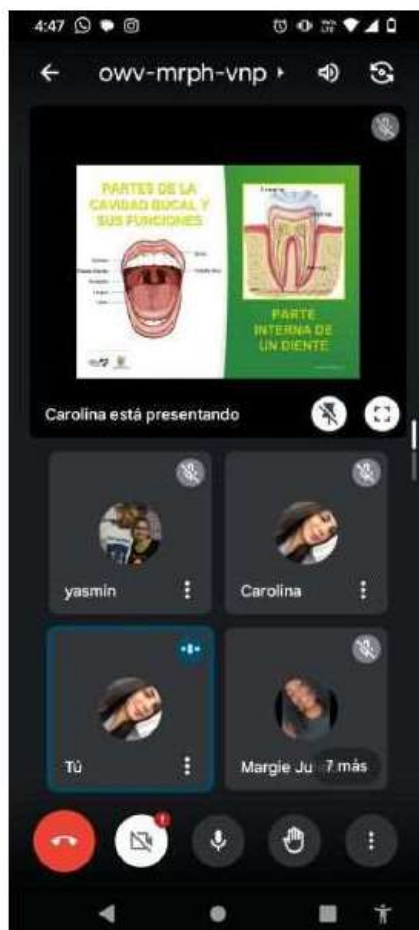 4:47
owv-mrph-vnp
PARTES DE LA
CAVIDAD BUCAL Y
SUS FUNCIONES
PARTE
INTERNA DE
UN DIENTE
Carolina está presentando
yasmin
Carolina
Tú
Margie Ju
7 más